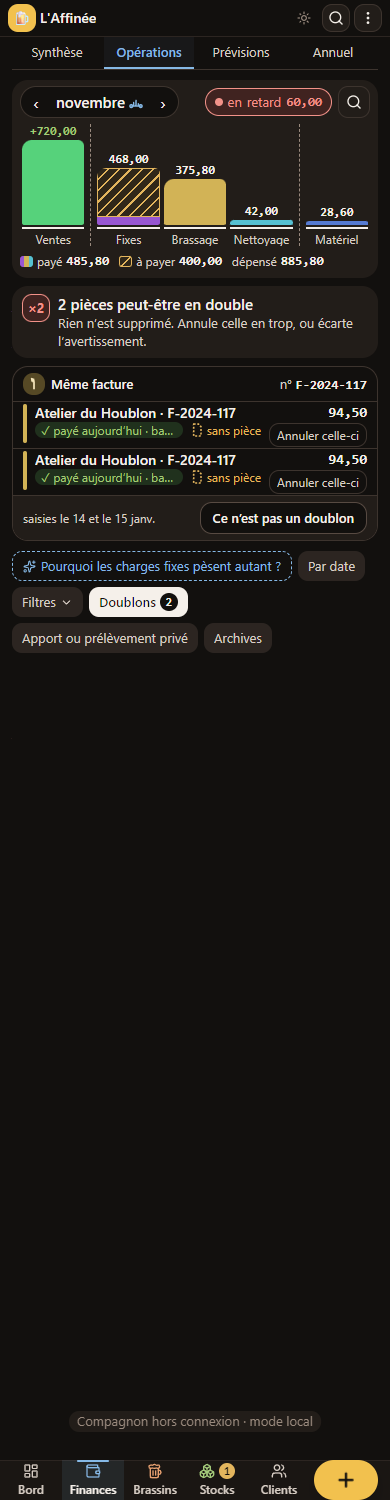 L'Affinée
Synthèse Opérations Prévisions Annuel
‹ novembre › en retard 60,00
+720,00 468,00 375,80 42,00 28,60
Ventes Fixes Brassage Nettoyage Matériel
payé 485,80 à payer 400,00 dépensé 885,80
×2 2 pièces peut-être en double
Rien n'est supprimé. Annule celle en trop, ou écarte
l'avertissement.
Même facture n° F-2024-117
Atelier du Houblon · F-2024-117 94,50
✓ payé aujourd'hui · ba… sans pièce Annuler celle-ci
Atelier du Houblon · F-2024-117 94,50
✓ payé aujourd'hui · ba… sans pièce Annuler celle-ci
saisies le 14 et le 15 janv. Ce n'est pas un doublon
Pourquoi les charges fixes pèsent autant ? Par date
Filtres Doublons 2
Apport ou prélèvement privé Archives
Compagnon hors connexion · mode local
1
Bord Finances Brassins Stocks Clients +